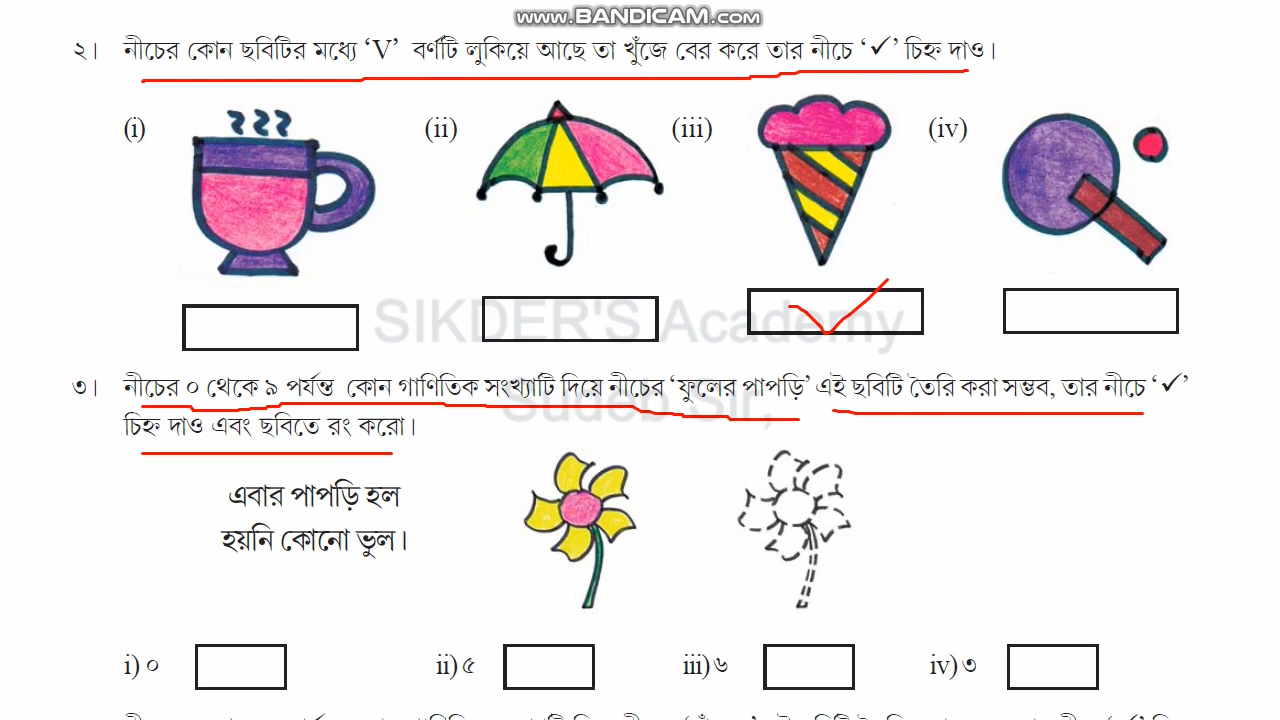 www.BANDICAM.com
২। নীচের কোন ছবিটির মধ্যে ‘V’ বর্ণটি লুকিয়ে আছে তা খুঁজে বের করে তার নীচে ‘✓’ চিহ্ন দাও।
(i) (ii) (iii) (iv)
SIKDER'S Academy
৩। নীচের ০ থেকে ৯ পর্যন্ত কোন গাণিতিক সংখ্যাটি দিয়ে নীচের ‘ফুলের পাপড়ি’ এই ছবিটি তৈরি করা সম্ভব, তার নীচে ‘✓’
Sudeb Sir,
চিহ্ন দাও এবং ছবিতে রং করো।
এবার পাপড়ি হল
হয়নি কোনো ভুল।
i) ০ ii) ৫ iii) ৬ iv) ৩